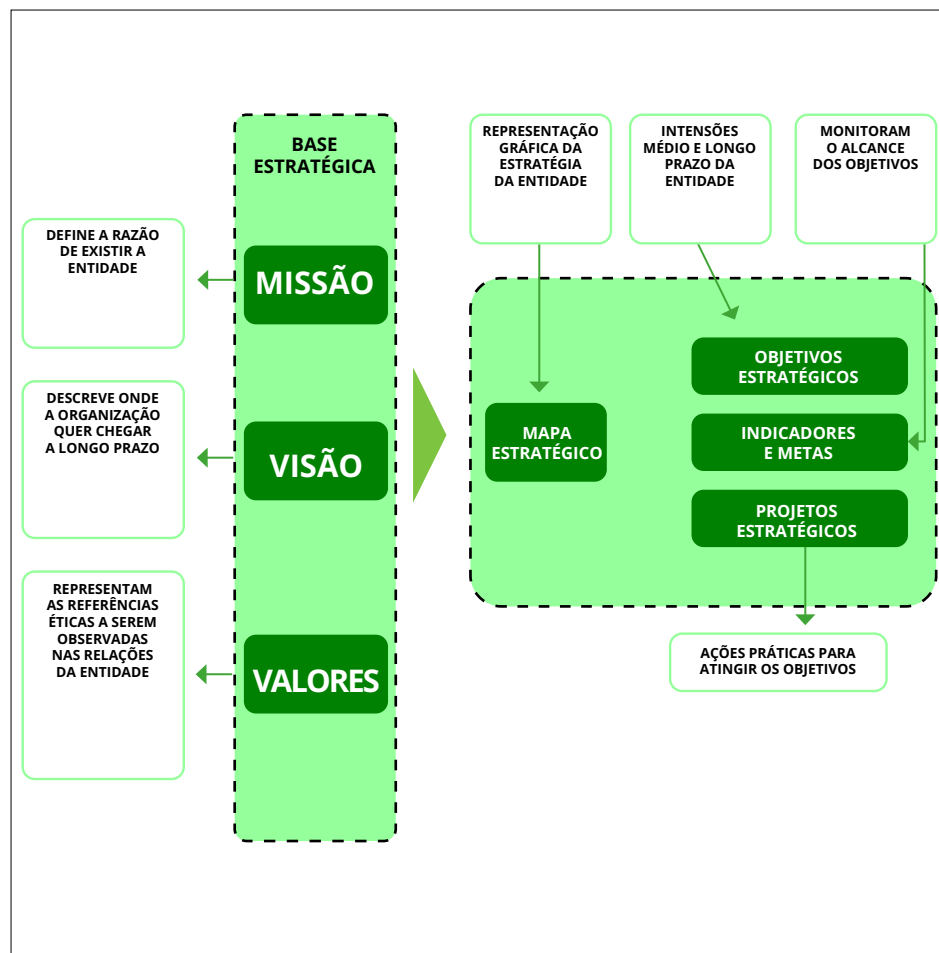 BASE
ESTRATÉGICA
DEFINE A RAZÃO
DE EXISTIR A
ENTIDADE
MISSÃO
DESCREVE ONDE
A ORGANIZAÇÃO
QUER CHEGAR
A LONGO PRAZO
VISÃO
REPRESENTAM
AS REFERÊNCIAS
ÉTICAS A SEREM
OBSERVADAS
NAS RELAÇÕES
DA ENTIDADE
VALORES
REPRESENTAÇÃO
GRÁFICA DA
ESTRATÉGIA
DA ENTIDADE
INTENSÕES
MÉDIO E LONGO
PRAZO DA
ENTIDADE
MONITORAM
O ALCANCE
DOS OBJETIVOS
MAPA
ESTRATÉGICO
OBJETIVOS
ESTRATÉGICOS
INDICADORES
E METAS
PROJETOS
ESTRATÉGICOS
AÇÕES PRÁTICAS PARA
ATINGIR OS OBJETIVOS